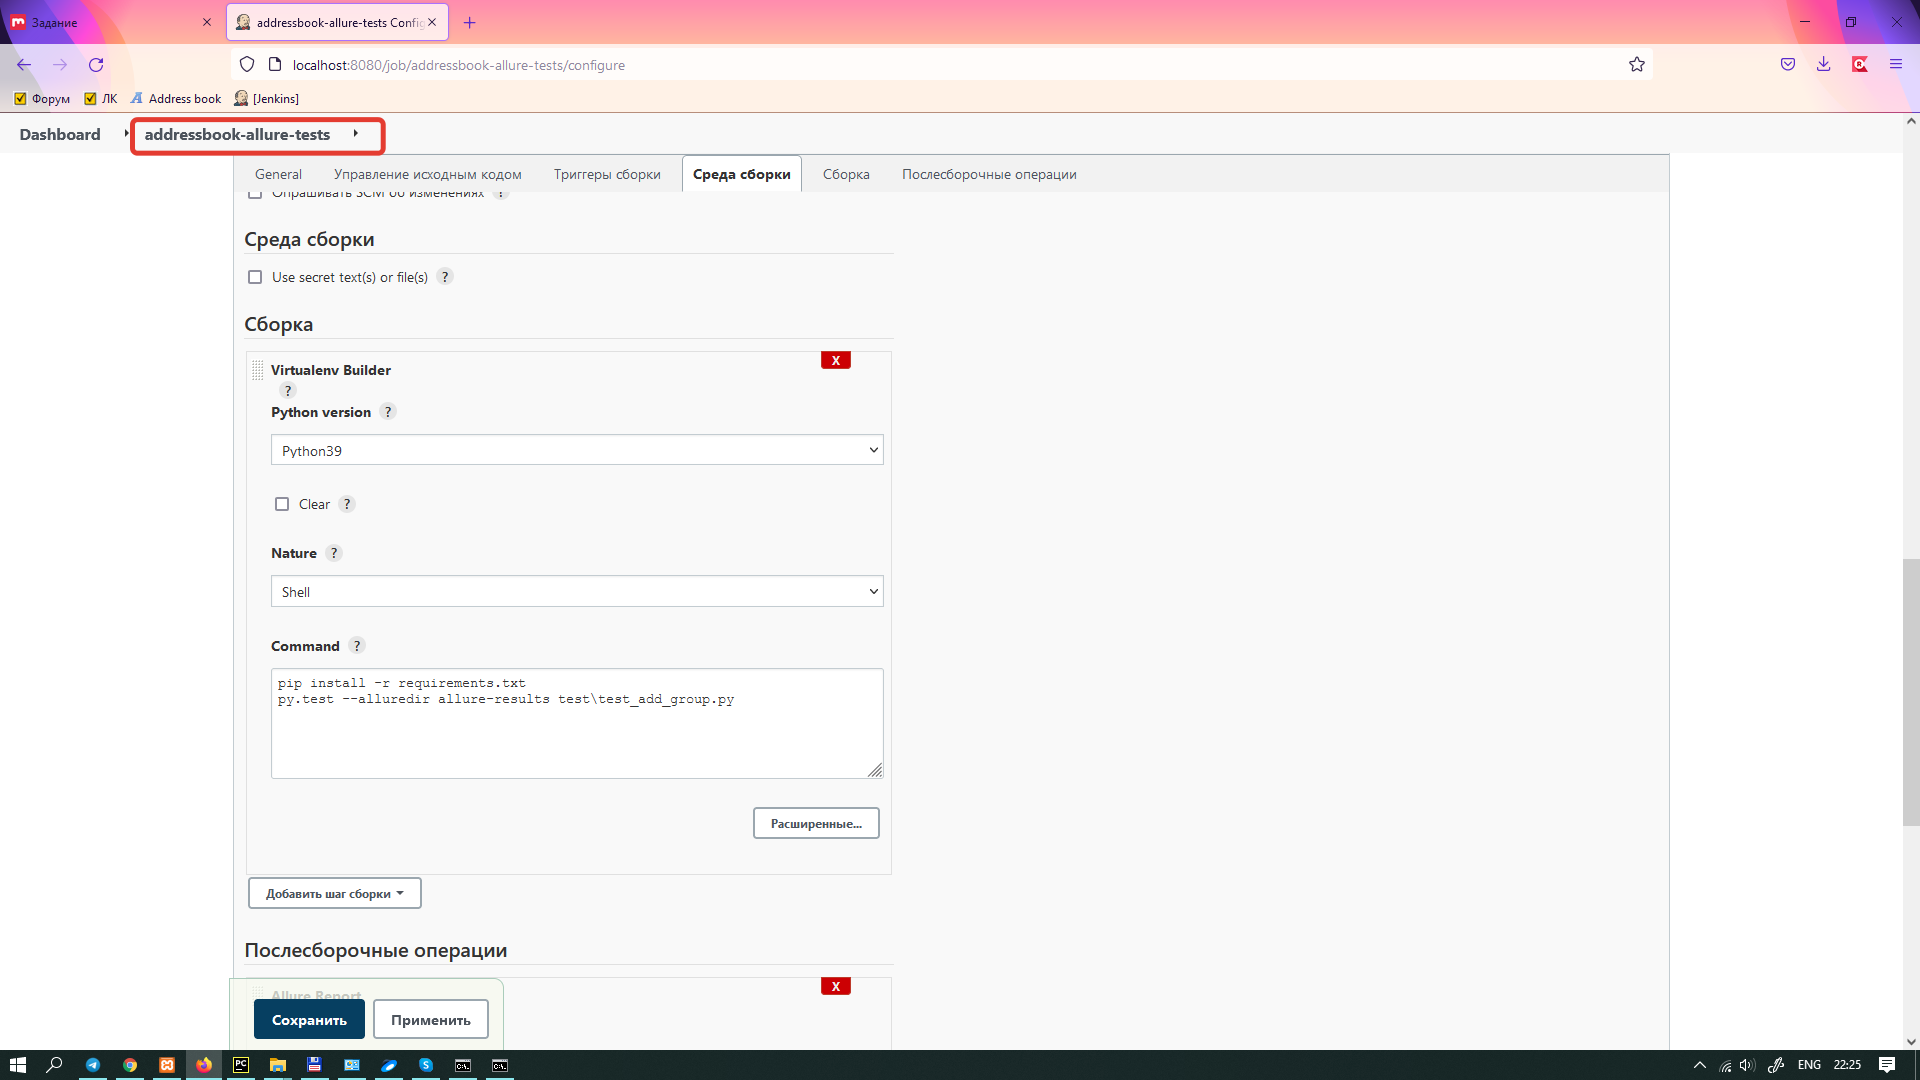 Задание
addressbook-allure-tests Config
localhost:8080/job/addressbook-allure-tests/configure
Форум
ЛК
Address book
[Jenkins]
Dashboard
addressbook-allure-tests
General
Управление исходным кодом
Триггеры сборки
Среда сборки
Сборка
Послесборочные операции
Опрашивать SCM об изменениях ?
Среда сборки
Use secret text(s) or file(s) ?
Сборка
X
Virtualenv Builder
?
Python version ?
Python39
Clear ?
Nature ?
Shell
Command ?
pip install -r requirements.txt
py.test --alluredir allure-results test\test_add_group.py
Расширенные...
Добавить шаг сборки
Послесборочные операции
X
Allure Report
Сохранить
Применить
ENG
22:25